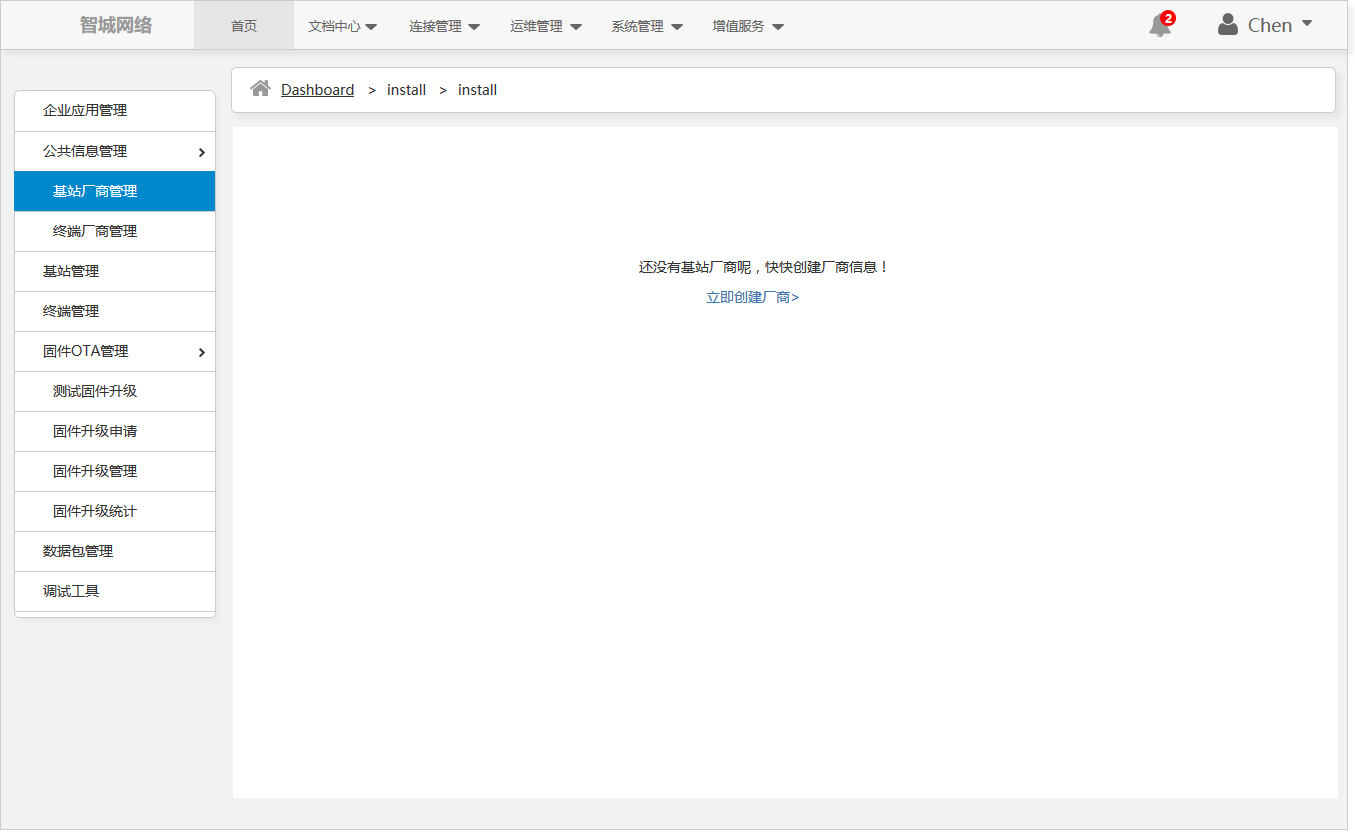 智城网络 首页 文档中心 连接管理 运维管理 系统管理 增值服务 2 Chen
Dashboard > install > install
企业应用管理
公共信息管理
基站厂商管理
终端厂商管理
基站管理
终端管理
固件OTA管理
测试固件升级
固件升级申请
固件升级管理
固件升级统计
数据包管理
调试工具
还没有基站厂商呢，快快创建厂商信息！
立即创建厂商>